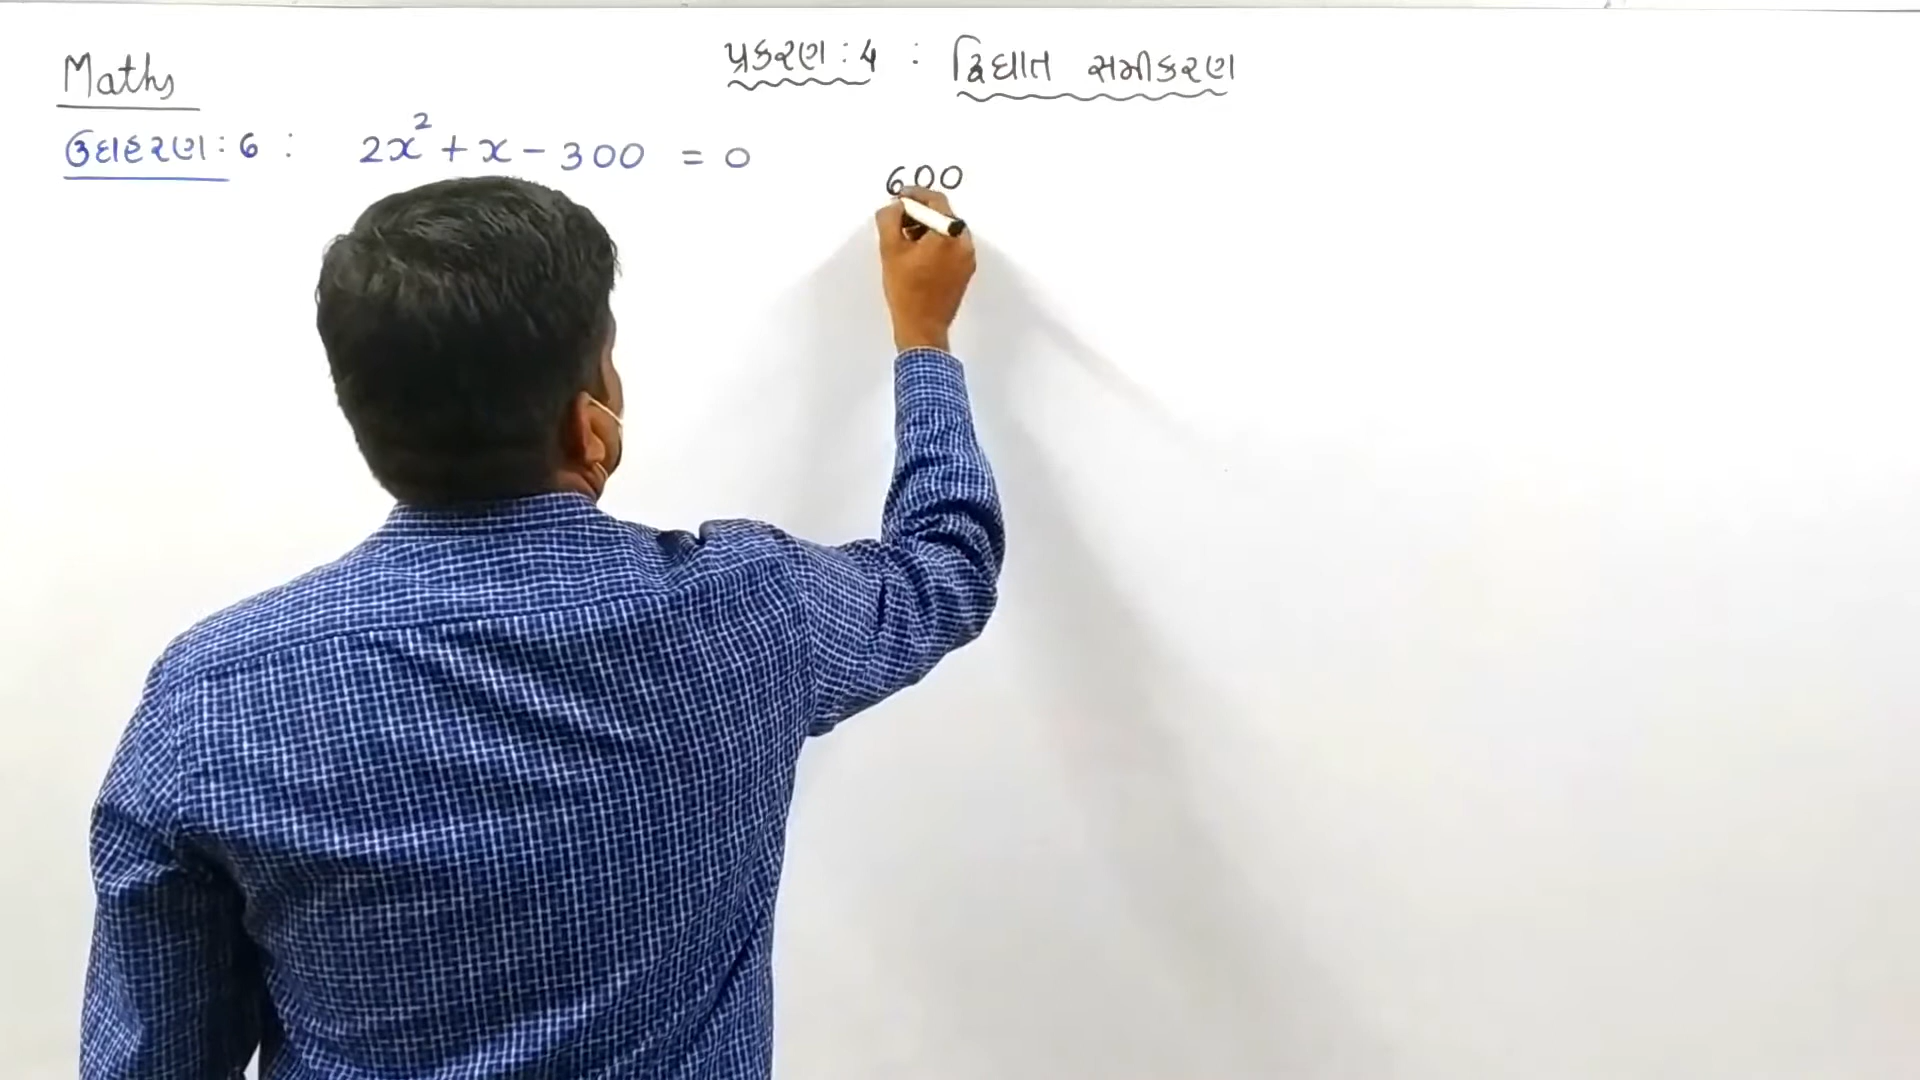 Maths
પ્રકરણ : 4 : દ્વિઘાત સમીકરણ
ઉદાહરણ : 6 : 2x² + x - 300 = 0
600